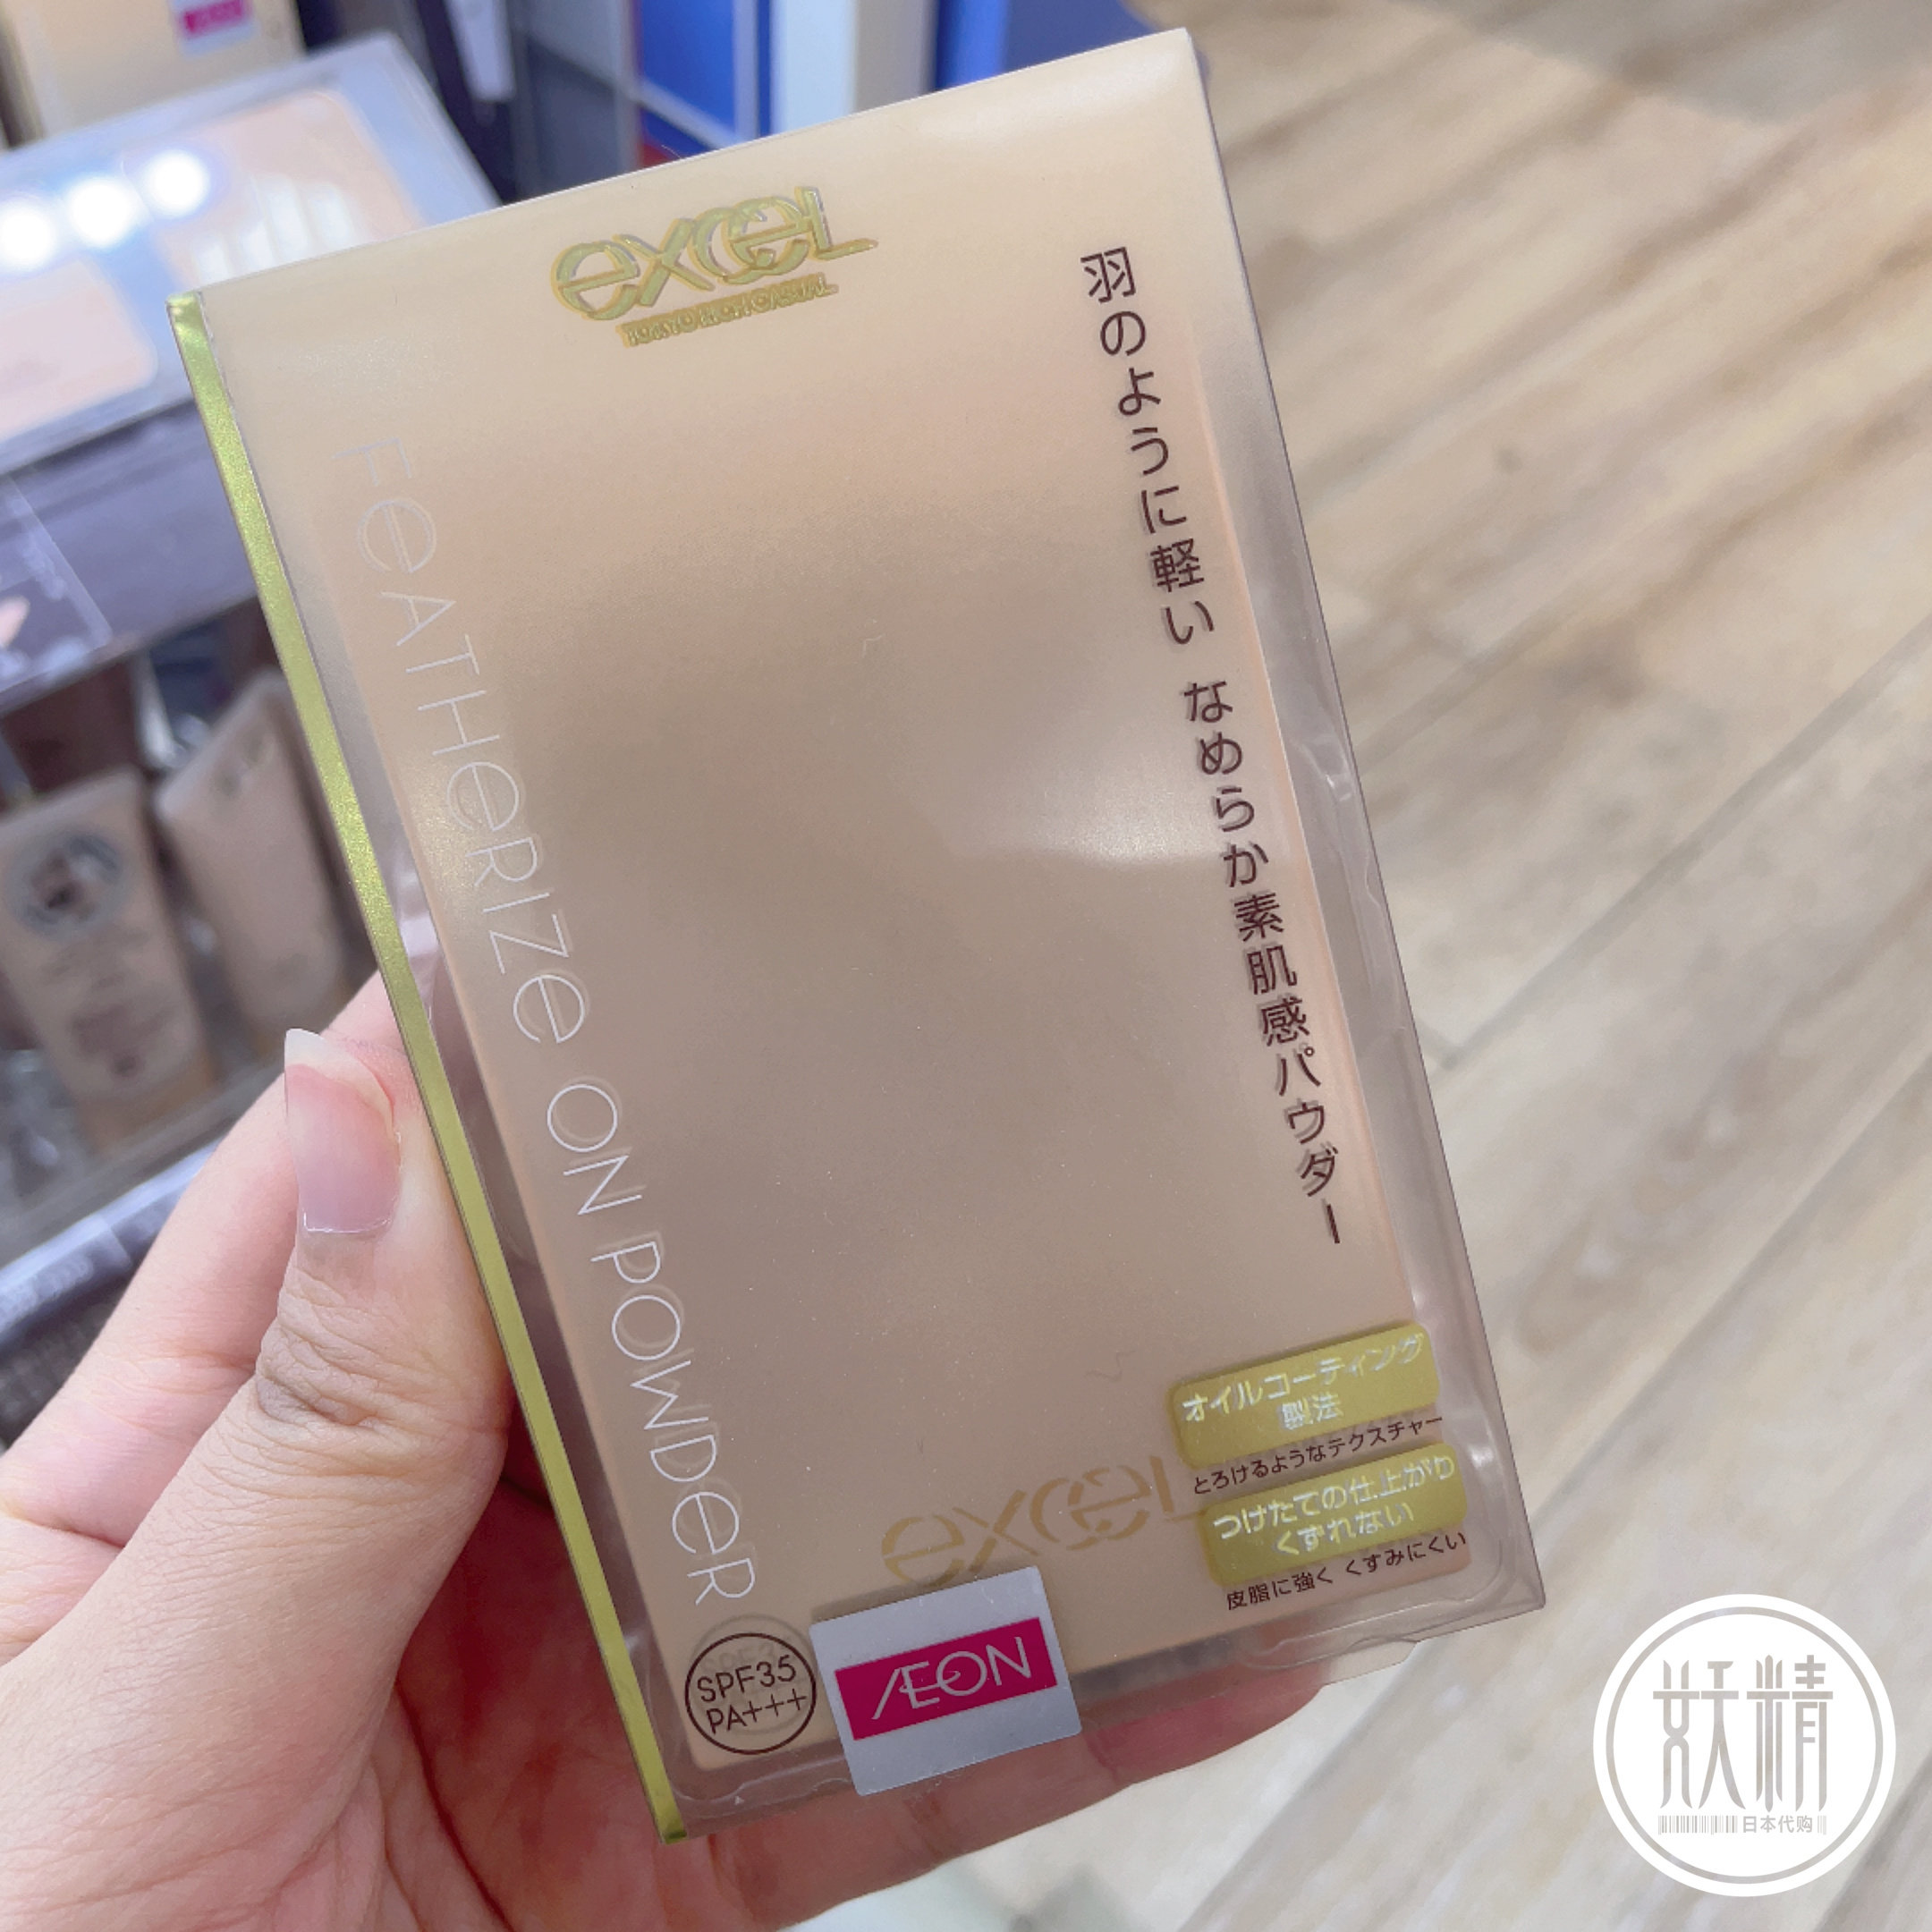 excel
TOKYO RICH CASUAL
羽のように軽い なめらか素肌感パウダー
FEATHERIZE ON POWDER
オイルコーティング
製法
とろけるようなテクスチャー
つけたての仕上がり
くずれない
皮脂に強く くすみにくい
excel
SPF35
PA+++
ÆON
妖精
日本代购